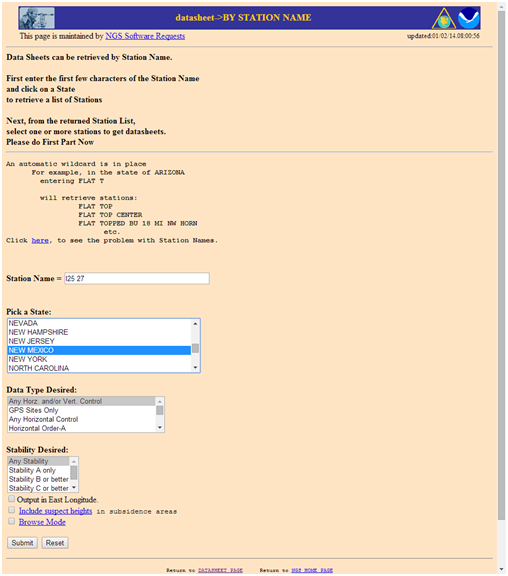 datasheet->BY STATION NAME
This page is maintained by NGS Software Requests
updated:01/02/14.08:00:56
Data Sheets can be retrieved by Station Name.
First enter the first few characters of the Station Name
and click on a State
to retrieve a list of Stations
Next, from the returned Station List,
select one or more stations to get datasheets.
Please do First Part Now
An automatic wildcard is in place
For example, in the state of ARIZONA
entering FLAT T
will retrieve stations:
FLAT TOP
FLAT TOP CENTER
FLAT TOPPED BU 18 MI NW HORN
etc.
Click here, to see the problem with Station Names.
Station Name = I25 27
Pick a State:
NEVADA
NEW HAMPSHIRE
NEW JERSEY
NEW MEXICO
NEW YORK
NORTH CAROLINA
Data Type Desired:
Any Horz. and/or Vert. Control
GPS Sites Only
Any Horizontal Control
Horizontal Order-A
Stability Desired:
Any Stability
Stability A only
Stability B or better
Stability C or better
Output in East Longitude.
Include suspect heights in subsidence areas
Browse Mode
Submit Reset
Return to DATASHEET PAGE Return to NGS HOME PAGE